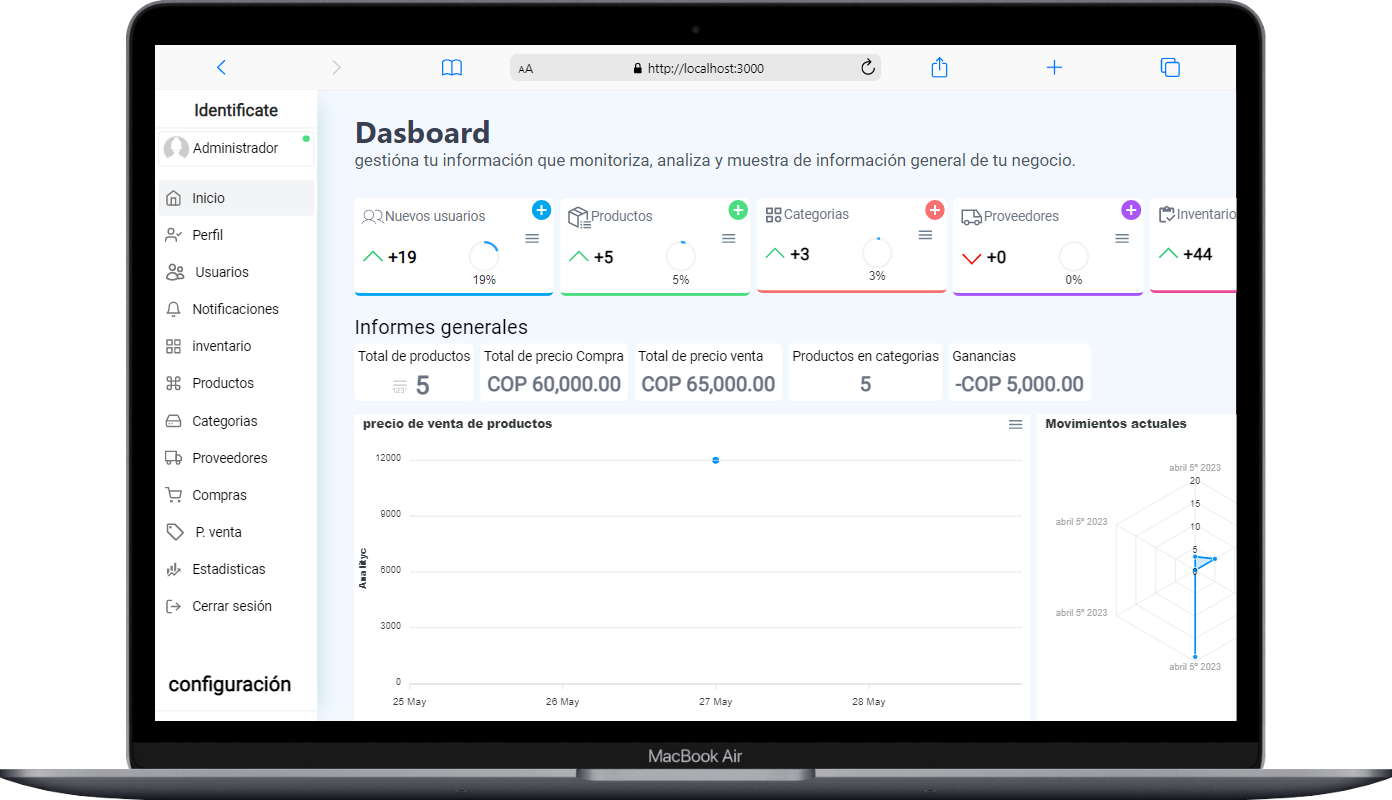 AA
http://localhost:3000
Identificate
Administrador
Inicio
Perfil
Usuarios
Notificaciones
inventario
Productos
Categorias
Proveedores
Compras
P. venta
Estadisticas
Cerrar sesión
configuración
Dasboard
gestióna tu información que monitoriza, analiza y muestra de información general de tu negocio.
Nuevos usuarios
+19
19%
Productos
+5
5%
Categorias
+3
3%
Proveedores
+0
0%
Inventario
+44
Informes generales
Total de productos
123
5
Total de precio Compra
COP 60,000.00
Total de precio venta
COP 65,000.00
Productos en categorias
5
Ganancias
-COP 5,000.00
precio de venta de productos
12000
9000
6000
3000
0
Analityc
25 May
26 May
27 May
28 May
Movimientos actuales
abril 5º 2023
20
15
10
5
0
abril 5º 2023
abril 5º 2023
abril 5º 2023
MacBook Air